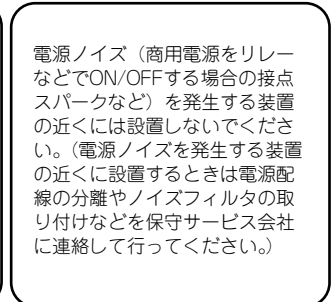 電源ノイズ（商用電源をリレー
などでON/OFFする場合の接点
スパークなど）を発生する装置
の近くには設置しないでくださ
い。（電源ノイズを発生する装置
の近くに設置するときは電源配
線の分離やノイズフィルタの取
り付けなどを保守サービス会社
に連絡して行ってください。）